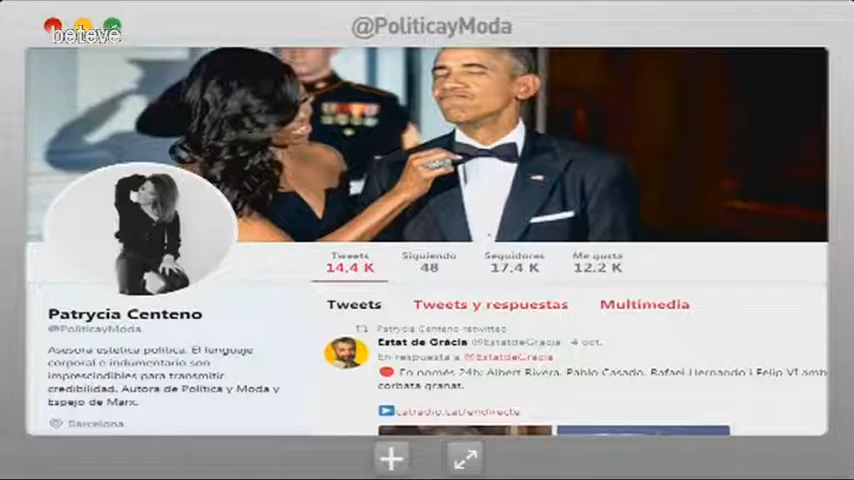 @PoliticayModa
betevé
Tweets Siguiendo Seguidores Me gusta
14.4 K 48 17.4 K 12.2 K
Patrycia Centeno
@PoliticayModa
Asesora estética política. El lenguaje
corporal e indumentario son
imprescindibles para transmitir
credibilidad. Autora de Política y Moda y
Espejo de Marx.
Barcelona
Tweets Tweets y respuestas Multimedia
Patrycia Centeno retwitteó
Estat de Gràcia @EstatdeGracia · 4 oct.
En respuesta a @EstatdeGracia
En només 24h: Albert Rivera, Pablo Casado, Rafael Hernando i Felip VI amb
corbata granat.
catradio.cat/endirecte